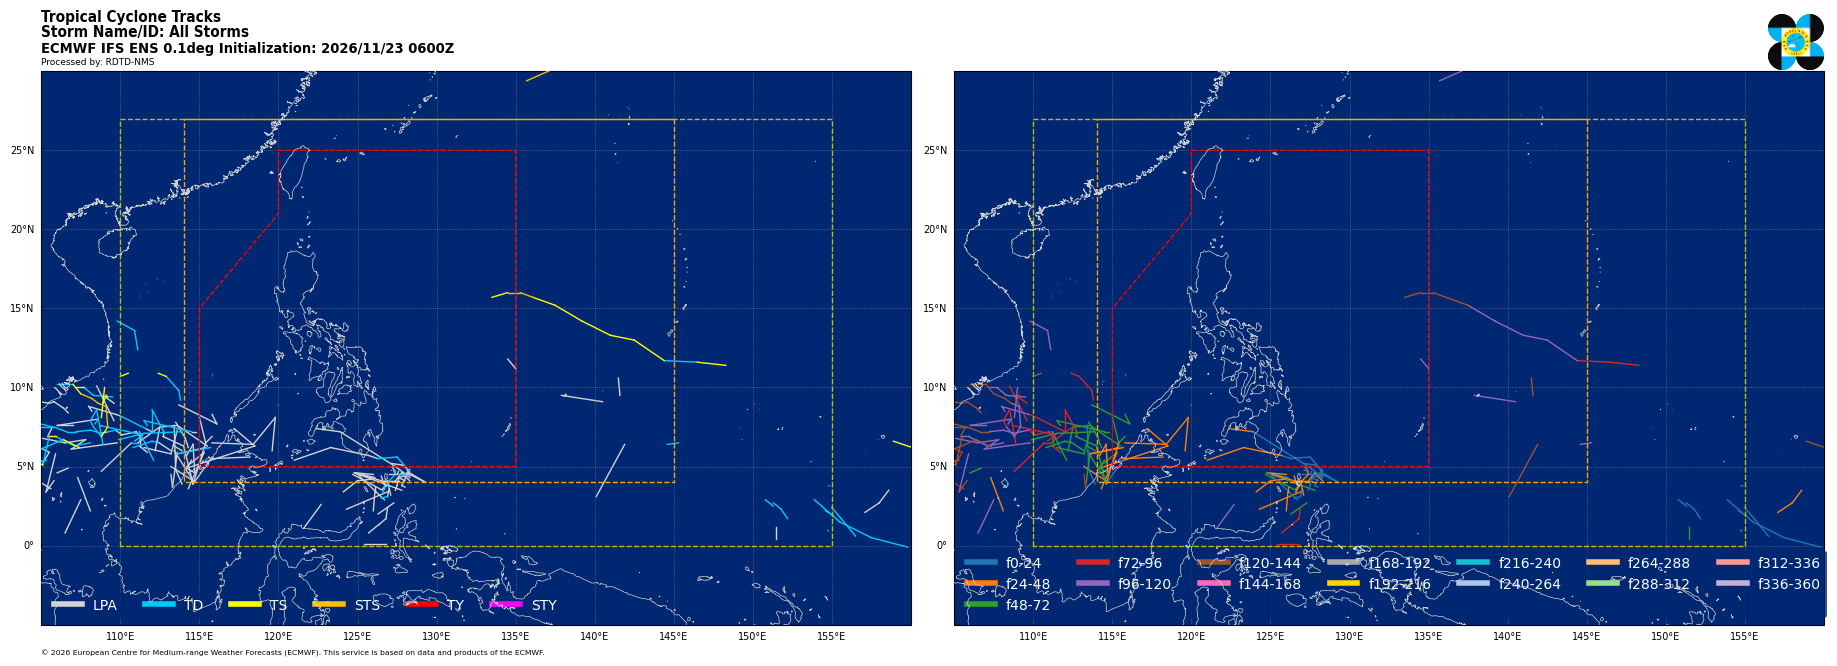 Tropical Cyclone Tracks
Storm Name/ID: All Storms
ECMWF IFS ENS 0.1deg Initialization: 2026/11/23 0600Z
Processed by: RDTD-NMS
25°N
20°N
15°N
10°N
5°N
0°
LPA TD TS STS TY STY
110°E 115°E 120°E 125°E 130°E 135°E 140°E 145°E 150°E 155°E
25°N
20°N
15°N
10°N
5°N
0°
f0-24 f72-96 f120-144 f168-192 f216-240 f264-288 f312-336
f24-48 f96-120 f144-168 f192-216 f240-264 f288-312 f336-360
f48-72
110°E 115°E 120°E 125°E 130°E 135°E 140°E 145°E 150°E 155°E
© 2026 European Centre for Medium-range Weather Forecasts (ECMWF). This service is based on data and products of the ECMWF.